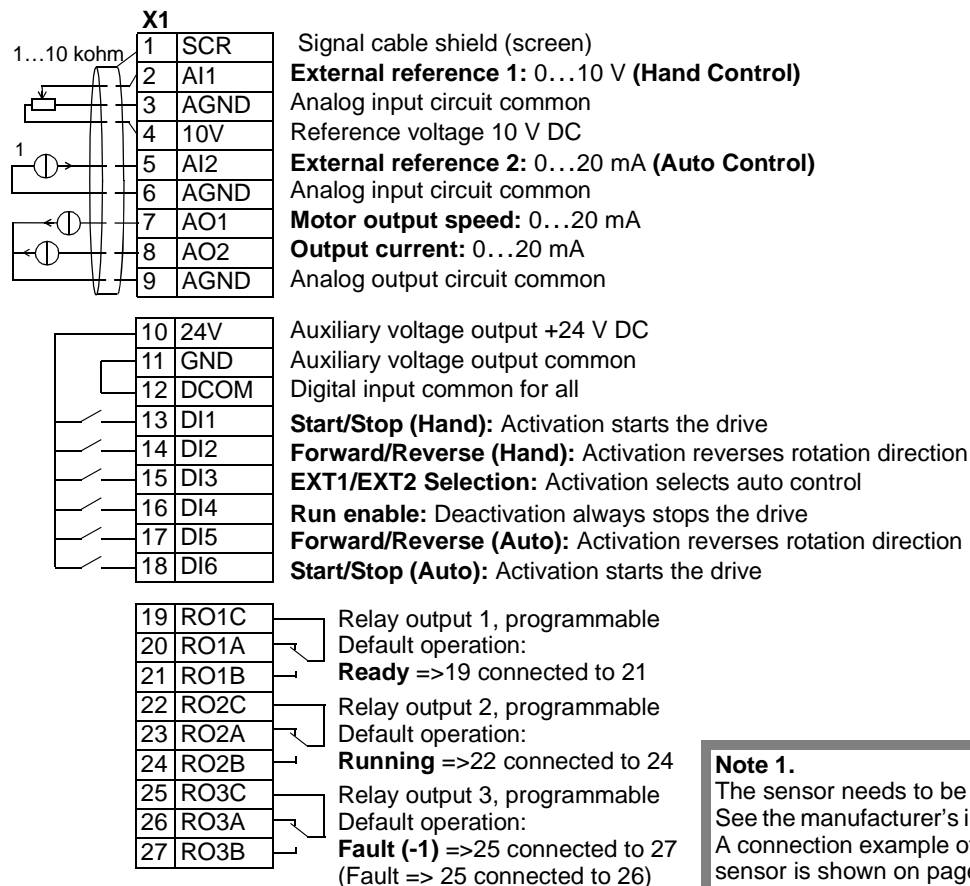 X1
1…10 kohm
1 SCR Signal cable shield (screen)
2 AI1 External reference 1: 0…10 V (Hand Control)
3 AGND Analog input circuit common
4 10V Reference voltage 10 V DC
1
5 AI2 External reference 2: 0…20 mA (Auto Control)
6 AGND Analog input circuit common
7 AO1 Motor output speed: 0…20 mA
8 AO2 Output current: 0…20 mA
9 AGND Analog output circuit common
10 24V Auxiliary voltage output +24 V DC
11 GND Auxiliary voltage output common
12 DCOM Digital input common for all
13 DI1 Start/Stop (Hand): Activation starts the drive
14 DI2 Forward/Reverse (Hand): Activation reverses rotation direction
15 DI3 EXT1/EXT2 Selection: Activation selects auto control
16 DI4 Run enable: Deactivation always stops the drive
17 DI5 Forward/Reverse (Auto): Activation reverses rotation direction
18 DI6 Start/Stop (Auto): Activation starts the drive
19 RO1C Relay output 1, programmable
20 RO1A Default operation:
21 RO1B Ready =>19 connected to 21
22 RO2C Relay output 2, programmable
23 RO2A Default operation:
24 RO2B Running =>22 connected to 24
25 RO3C Relay output 3, programmable
26 RO3A Default operation:
27 RO3B Fault (-1) =>25 connected to 27
(Fault => 25 connected to 26)
Note 1.
The sensor needs to be
See the manufacturer's
A connection example
sensor is shown on